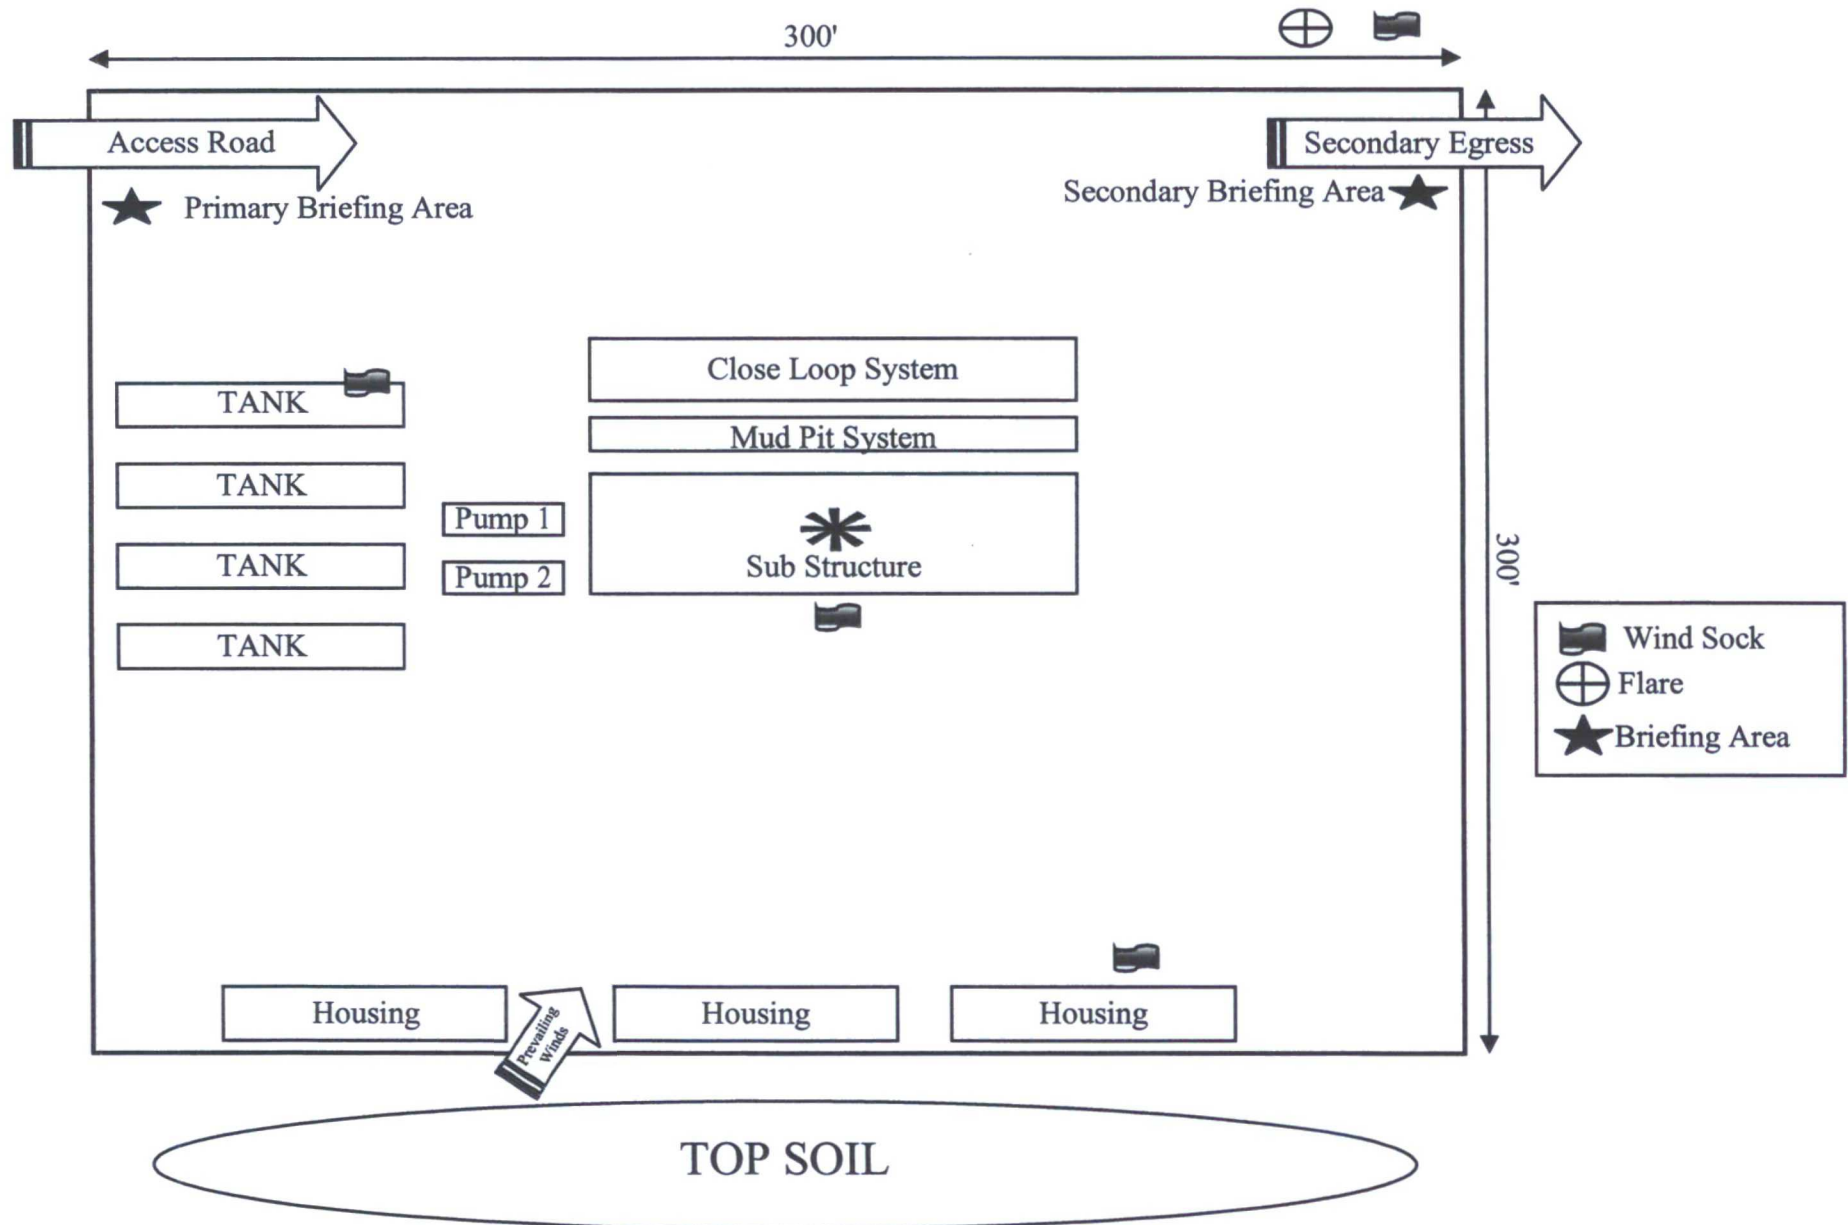 300'
Access Road
Secondary Egress
Primary Briefing Area
Secondary Briefing Area
Close Loop System
TANK
Mud Pit System
TANK
Pump 1
300'
TANK
Pump 2
Sub Structure
TANK
Wind Sock
Flare
Briefing Area
Housing
Prevailing
Winds
Housing
Housing
TOP SOIL